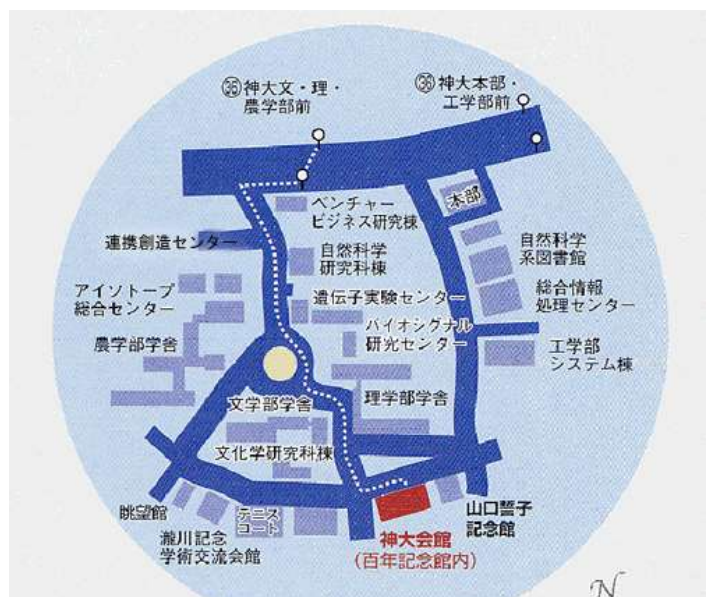 ㉟神大文・理・
農学部前
㊱神大本部・
工学部前
本部
ベンチャー
ビジネス研究棟
連携創造センター
自然科学
研究科棟
自然科学
系図書館
アイソトープ
総合センター
遺伝子実験センター
総合情報
処理センター
バイオシグナル
研究センター
農学部学舎
工学部
システム棟
文学部学舎
理学部学舎
文化学研究科棟
眺望館
テニス
コート
瀧川記念
学術交流会館
神大会館
(百年記念館内)
山口誓子
記念館
N